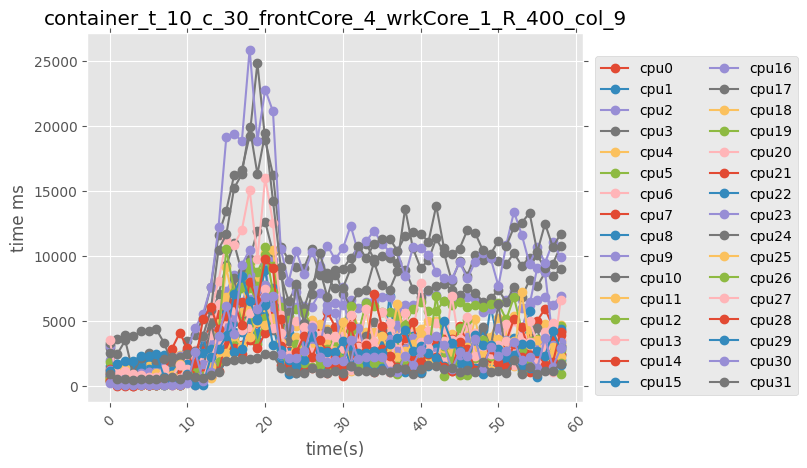 container_t_10_c_30_frontCore_4_wrkCore_1_R_400_col_9
25000
20000
15000
10000
5000
0
time ms
0
10
20
30
40
50
60
time(s)
cpu0
cpu1
cpu2
cpu3
cpu4
cpu5
cpu6
cpu7
cpu8
cpu9
cpu10
cpu11
cpu12
cpu13
cpu14
cpu15
cpu16
cpu17
cpu18
cpu19
cpu20
cpu21
cpu22
cpu23
cpu24
cpu25
cpu26
cpu27
cpu28
cpu29
cpu30
cpu31